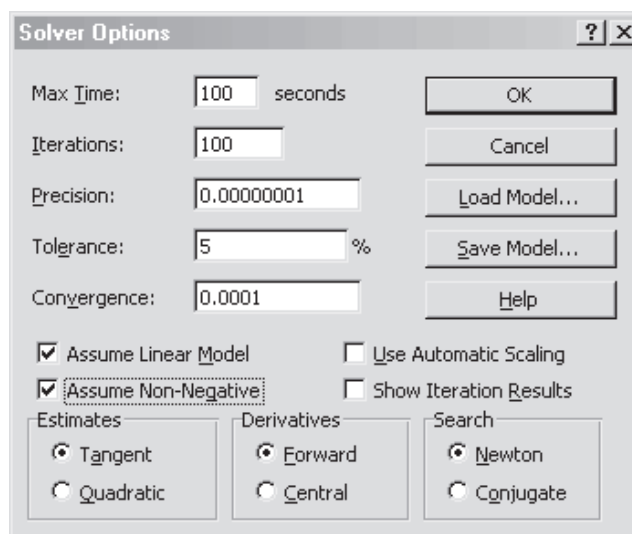 Solver Options
? X
Max Time: 100 seconds OK
Iterations: 100 Cancel
Precision: 0.00000001 Load Model...
Tolerance: 5 % Save Model...
Convergence: 0.0001 Help
Assume Linear Model Use Automatic Scaling
Assume Non-Negative Show Iteration Results
Estimates Derivatives Search
Tangent Forward Newton
Quadratic Central Conjugate